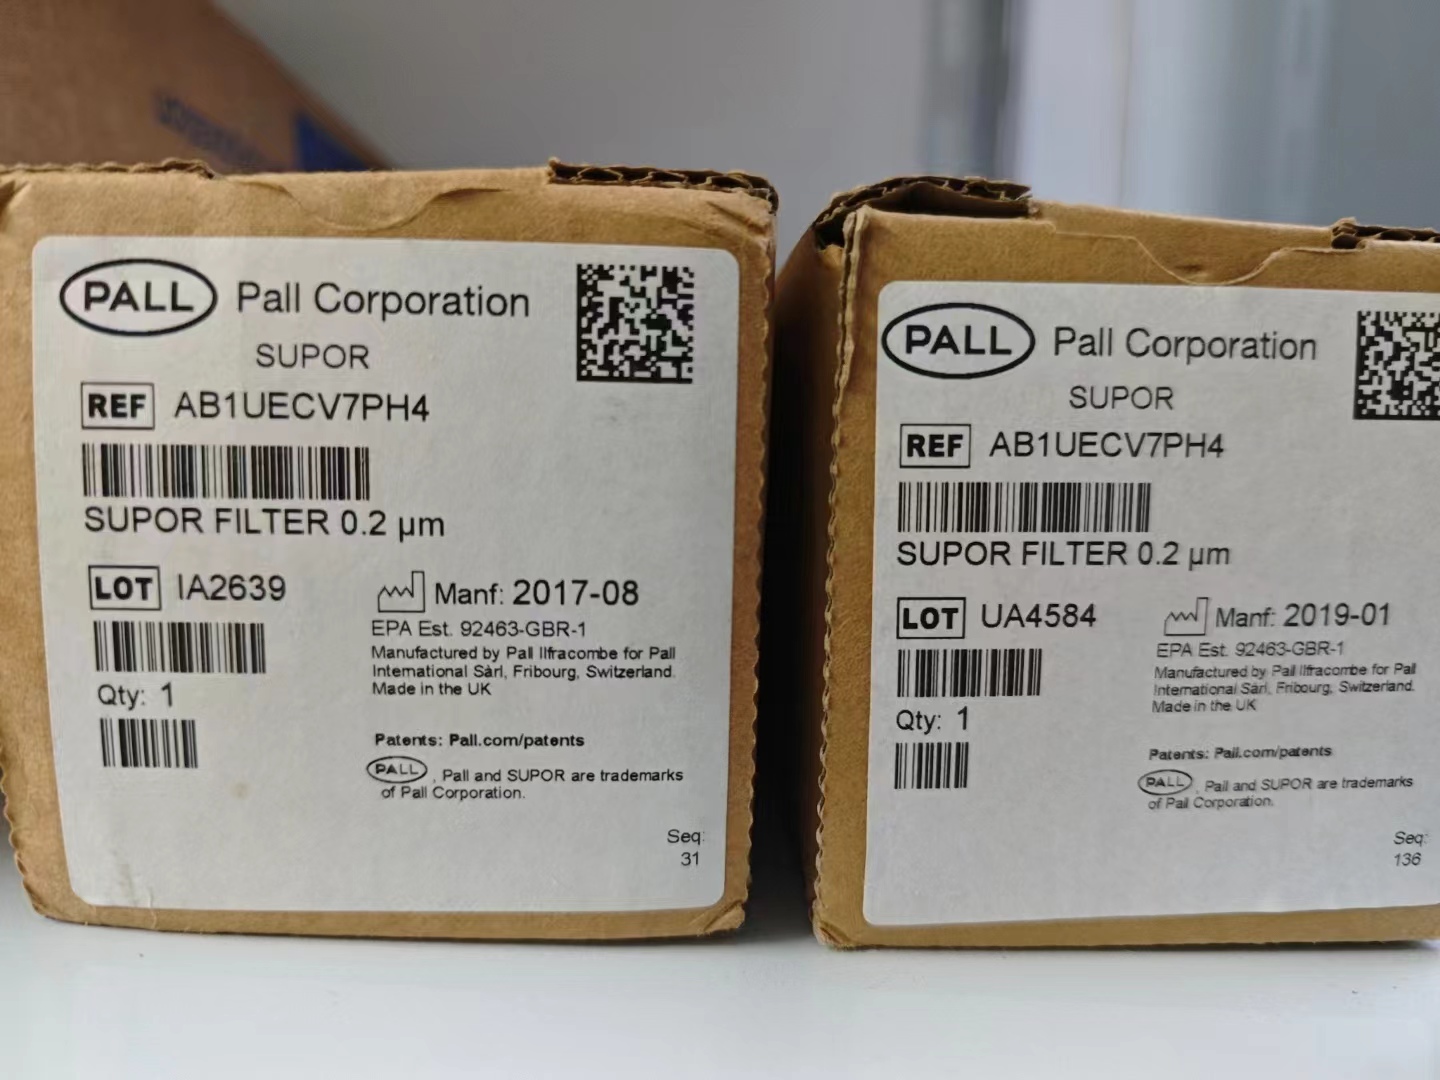 PALL Pall Corporation
SUPOR
REF AB1UECV7PH4
SUPOR FILTER 0.2 µm
LOT IA2639
Manf: 2017-08
EPA Est. 92463-GBR-1
Manufactured by Pall Ilfracombe for Pall
International Sàrl, Fribourg, Switzerland.
Made in the UK
Qty: 1
Patents: Pall.com/patents
PALL , Pall and SUPOR are trademarks
of Pall Corporation.
Seq:
31
PALL Pall Corporation
SUPOR
REF AB1UECV7PH4
SUPOR FILTER 0.2 µm
LOT UA4584
Manf: 2019-01
EPA Est. 92463-GBR-1
Manufactured by Pall Ilfracombe for Pall
International Sàrl, Fribourg, Switzerland.
Made in the UK
Qty: 1
Patents: Pall.com/patents
PALL , Pall and SUPOR are trademarks
of Pall Corporation.
Seq:
136